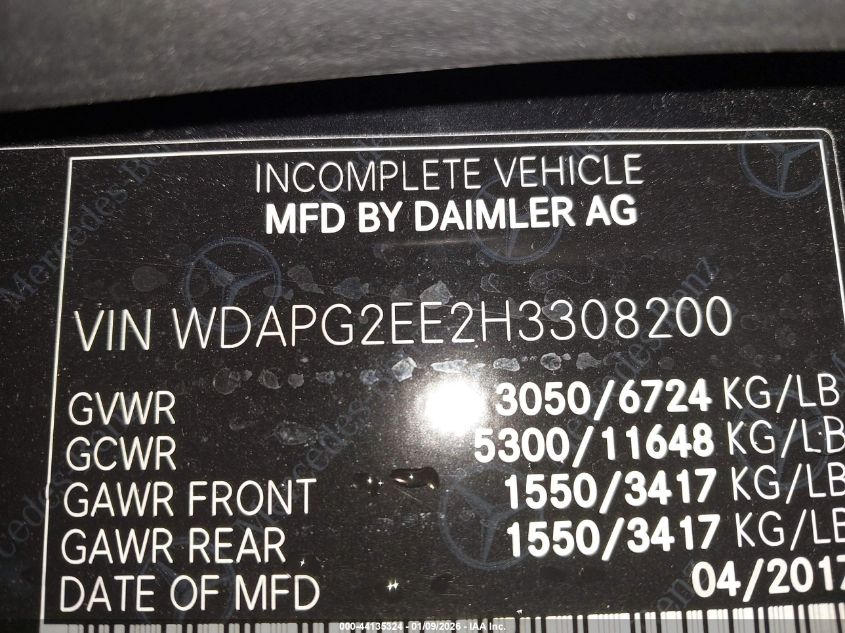 INCOMPLETE VEHICLE
MFD BY DAIMLER AG
VIN WDAPG2EE2H3308200
GVWR 3050/6724 KG/LB
GCWR 5300/11648 KG/LB
GAWR FRONT 1550/3417 KG/LB
GAWR REAR 1550/3417 KG/LB
DATE OF MFD 04/2017
Mercedes-Benz
000-44135324 - 01/09/2026 - IAA Inc.